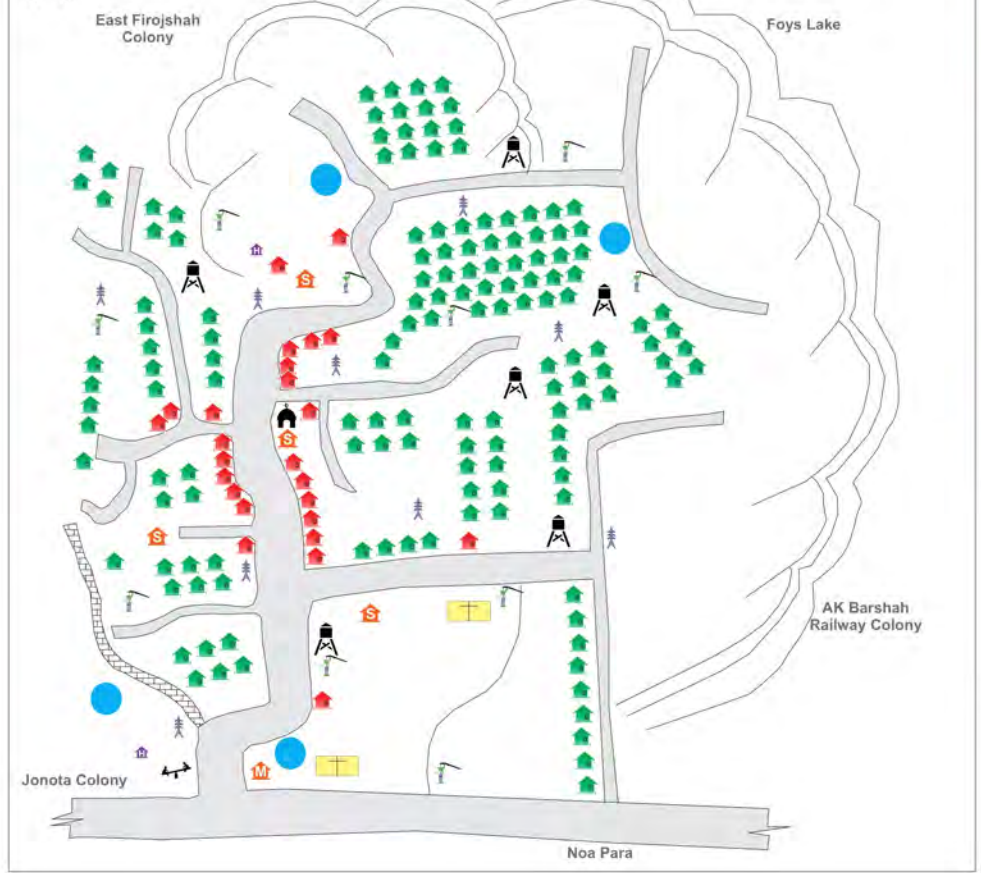 East Firojshah
Colony
Foys Lake
H
S
S
S
S
AK Barshah
Railway Colony
H
M
Jonota Colony
Noa Para